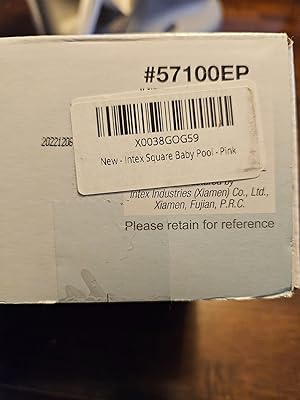 #57100EP
20221206
X0038GOG59
New - Intex Square Baby Pool - Pink
by
Intex Industries (Xiamen) Co., Ltd.,
Xiamen, Fujian, P.R.C.
Please retain for reference